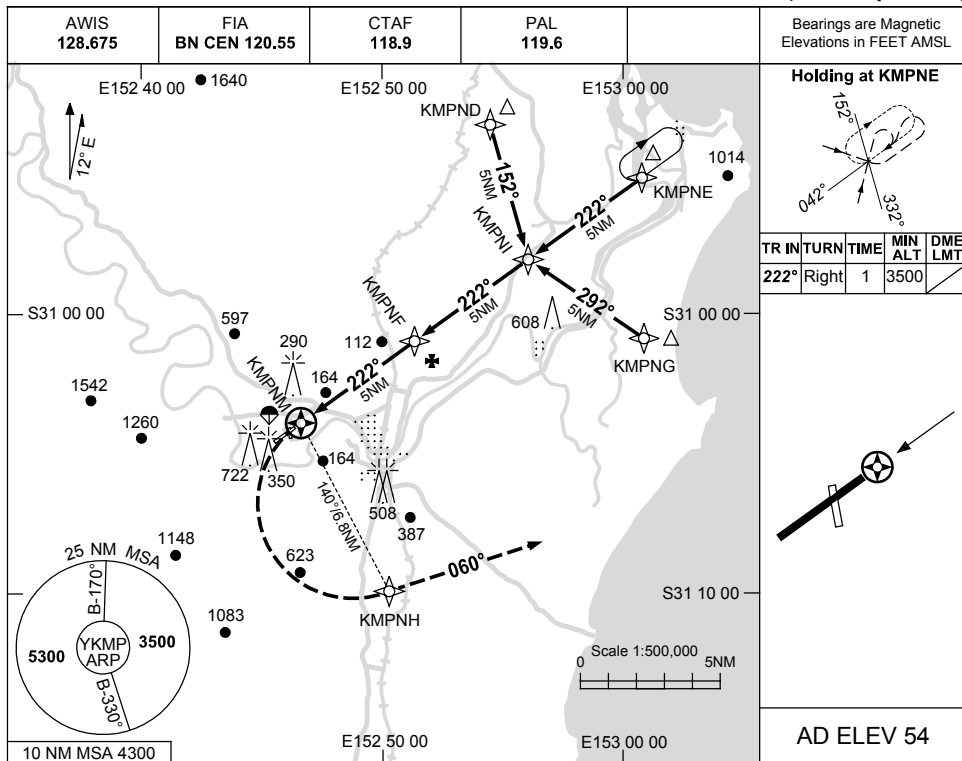 AWIS
128.675
FIA
BN CEN 120.55
CTAF
118.9
PAL
119.6
Bearings are Magnetic
Elevations in FEET AMSL
1640
E152 40 00
E152 50 00
E153 00 00
12° E
KMPND
152°
5NM
KMPNE
1014
222°
5NM
KMPNI
222°
5NM
KMPNF
292°
5NM
KMPNG
608
S31 00 00
S31 00 00
597
290
112
164
222°
5NM
KMPNM
1542
1260
722
350
164
508
387
140°/6.8NM
623
1148
1083
060°
KMPNH
S31 10 00
25 NM MSA
B-170°
5300
YKMP
ARP
3500
B-330°
10 NM MSA 4300
Scale 1:500,000
0
5NM
E152 50 00
E153 00 00
Holding at KMPNE
152°
042°
332°
TR IN TURN TIME MIN ALT DME LMT
222° Right 1 3500
AD ELEV 54